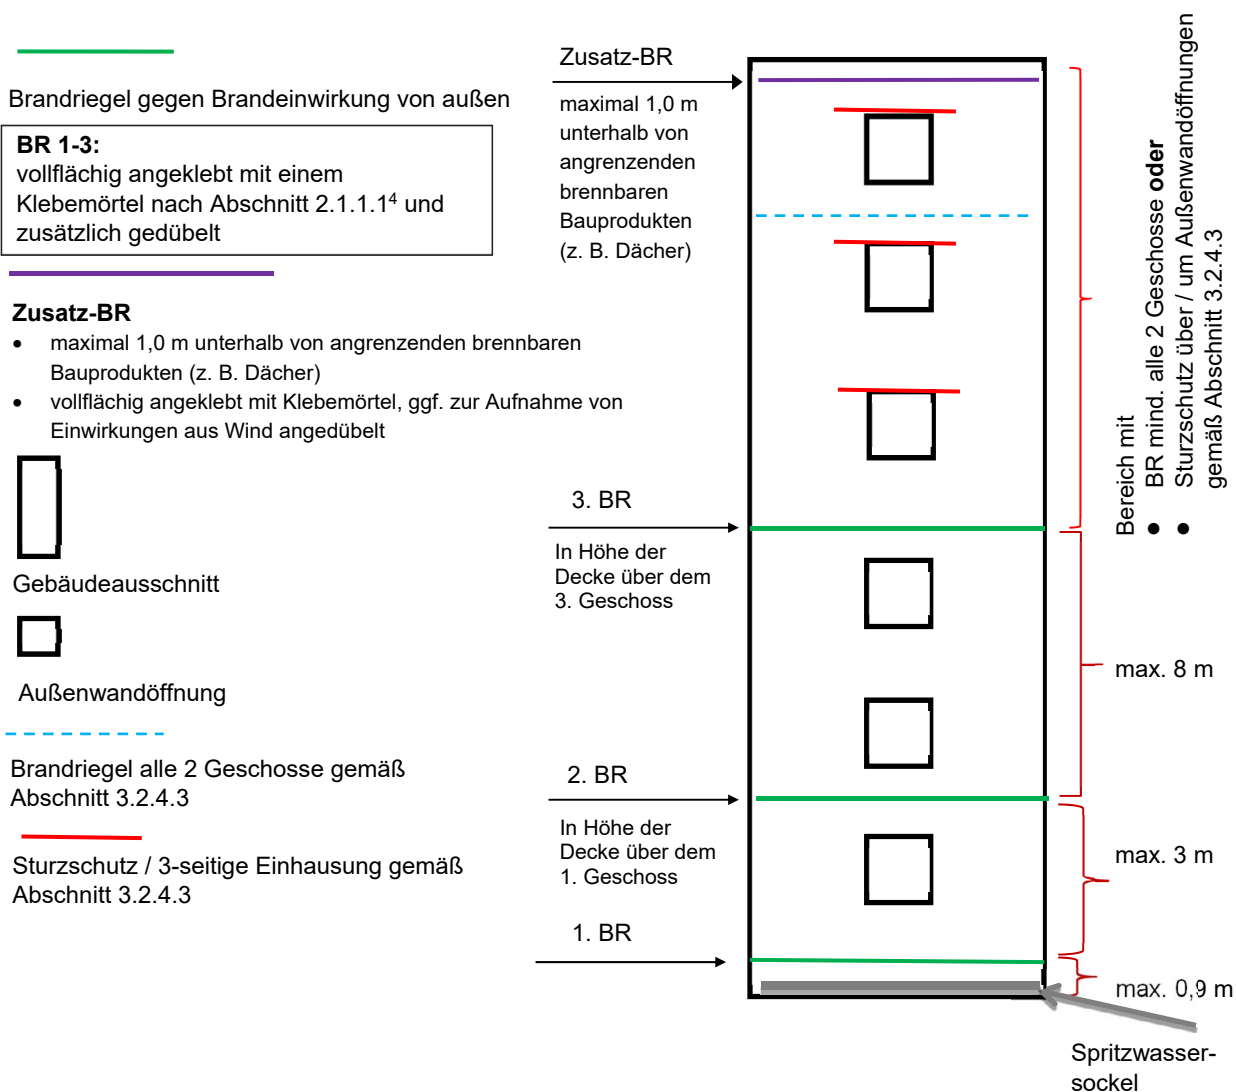 Brandriegel gegen Brandeinwirkung von außen
BR 1-3:
vollflächig angeklebt mit einem
Klebemörtel nach Abschnitt 2.1.1.1⁴ und
zusätzlich gedübelt
Zusatz-BR
• maximal 1,0 m unterhalb von angrenzenden brennbaren
Bauprodukten (z. B. Dächer)
• vollflächig angeklebt mit Klebemörtel, ggf. zur Aufnahme von
Einwirkungen aus Wind angedübelt
Gebäudeausschnitt
Außenwandöffnung
Brandriegel alle 2 Geschosse gemäß
Abschnitt 3.2.4.3
Sturzschutz / 3-seitige Einhausung gemäß
Abschnitt 3.2.4.3
Zusatz-BR
maximal 1,0 m
unterhalb von
angrenzenden
brennbaren
Bauprodukten
(z. B. Dächer)
3. BR
In Höhe der
Decke über dem
3. Geschoss
2. BR
In Höhe der
Decke über dem
1. Geschoss
1. BR
Bereich mit
• BR mind. alle 2 Geschosse oder
• Sturzschutz über / um Außenwandöffnungen
gemäß Abschnitt 3.2.4.3
max. 8 m
max. 3 m
max. 0,9 m
Spritzwasser-
sockel